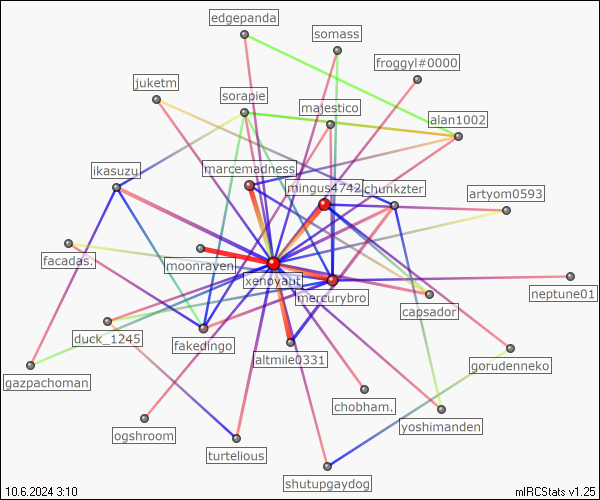 edgepanda
somass
froggyl#0000
juketm
sorapie
majestico
alan1002
marcemadness
ikasuzu
mingus4742
chunkzter
artyom0593
facadas.
moonraven
xenoyaut
mercurybro
neptune01
capsador
duck_1245
fakedingo
altmile0331
gorudenneko
gazpachoman
chobham.
ogshroom
yoshimanden
turtelious
shutupgaydog
10.6.2024 3:10
mIRCStats v1.25